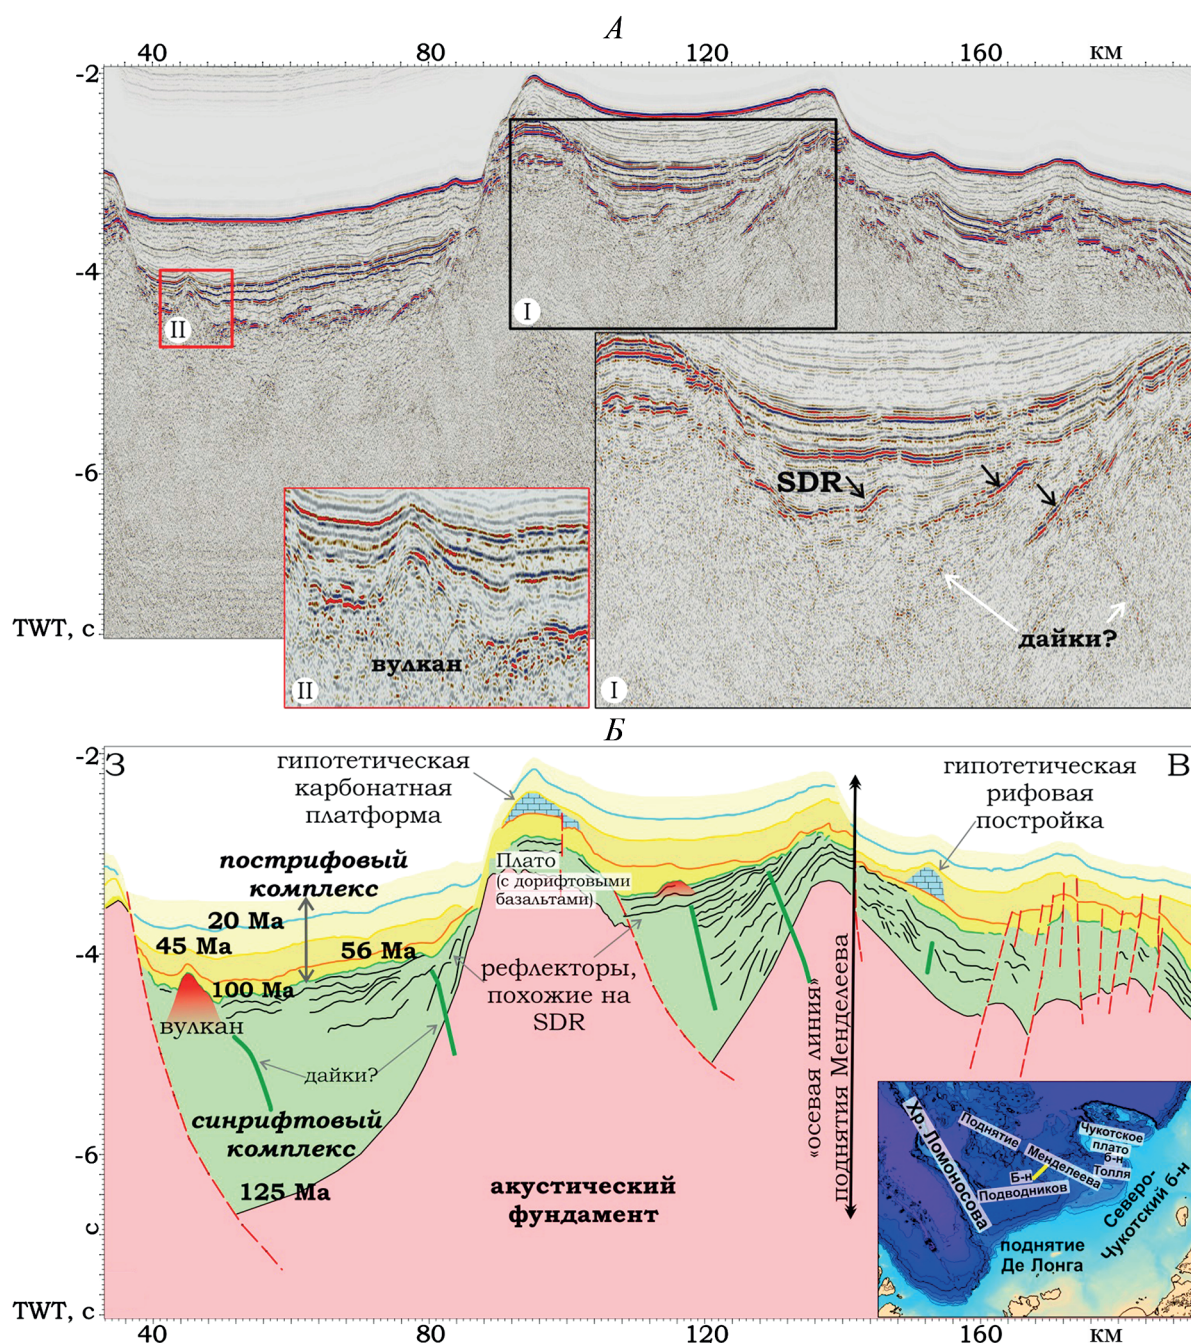 А
40
80
120
160
км
-2
-4
-6
TWT, с
I
II
SDR
дайки?
I
вулкан
II
Б
-2
З
В
гипотетическая
карбонатная
платформа
гипотетическая
рифовая
постройка
пострифовый
комплекс
Плато
(с дорифтовыми
базальтами)
20 Ма
45 Ма
56 Ма
-4
100 Ма
вулкан
рефлекторы,
похожие на
SDR
дайки?
«осевая линия»
поднятия Менделеева
синрифтовый
комплекс
125 Ма
-6
акустический
фундамент
с
TWT, с
40
80
120
160
км
Хр. Ломоносова
Поднятие
Менделеева
Чукотское
плато
б-н
Толля
Б-н
Подводников
Северо-
Чукотский б-н
поднятие
Де Лонга